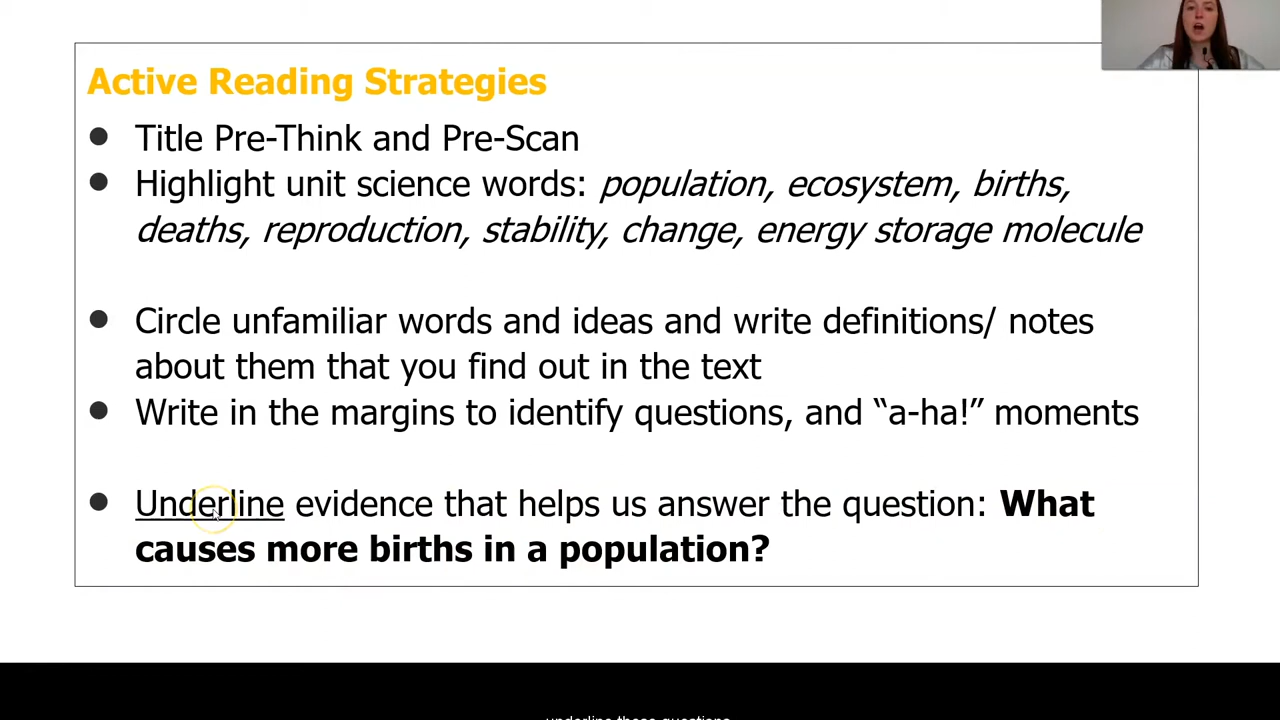 Active Reading Strategies
● Title Pre-Think and Pre-Scan
● Highlight unit science words: population, ecosystem, births,
deaths, reproduction, stability, change, energy storage molecule
● Circle unfamiliar words and ideas and write definitions/ notes
about them that you find out in the text
● Write in the margins to identify questions, and “a-ha!” moments
● Underline evidence that helps us answer the question: What
causes more births in a population?